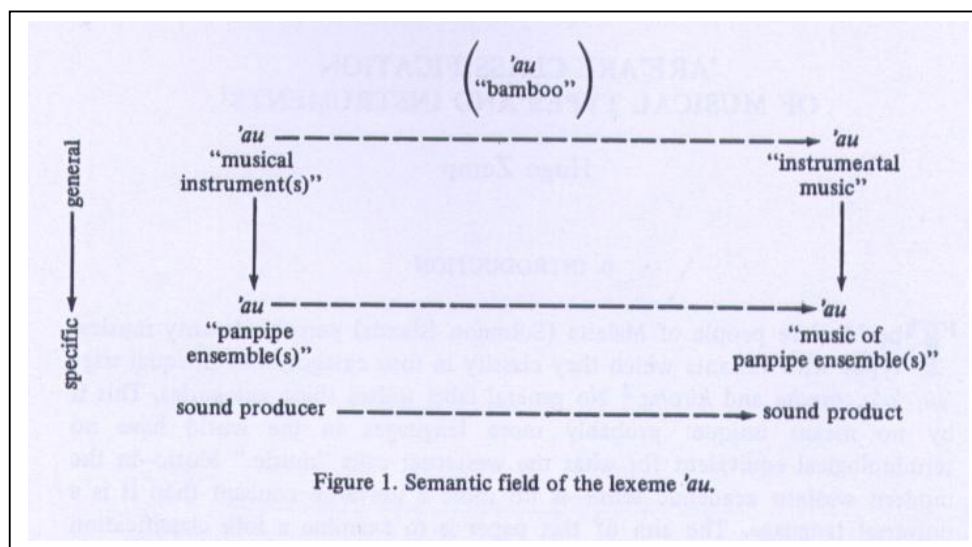 'au
"bamboo"
general
'au
'au
"musical
instrument(s)"
"instrumental
music"
specific
'au
'au
"panpipe
ensemble(s)"
"music of
panpipe ensemble(s)"
sound producer
sound product
Figure 1. Semantic field of the lexeme 'au.